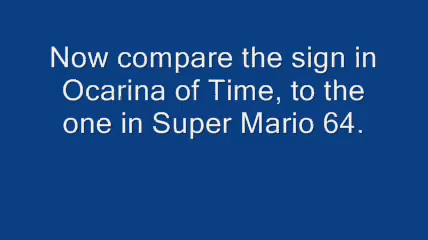 Now compare the sign in
Ocarina of Time, to the
one in Super Mario 64.